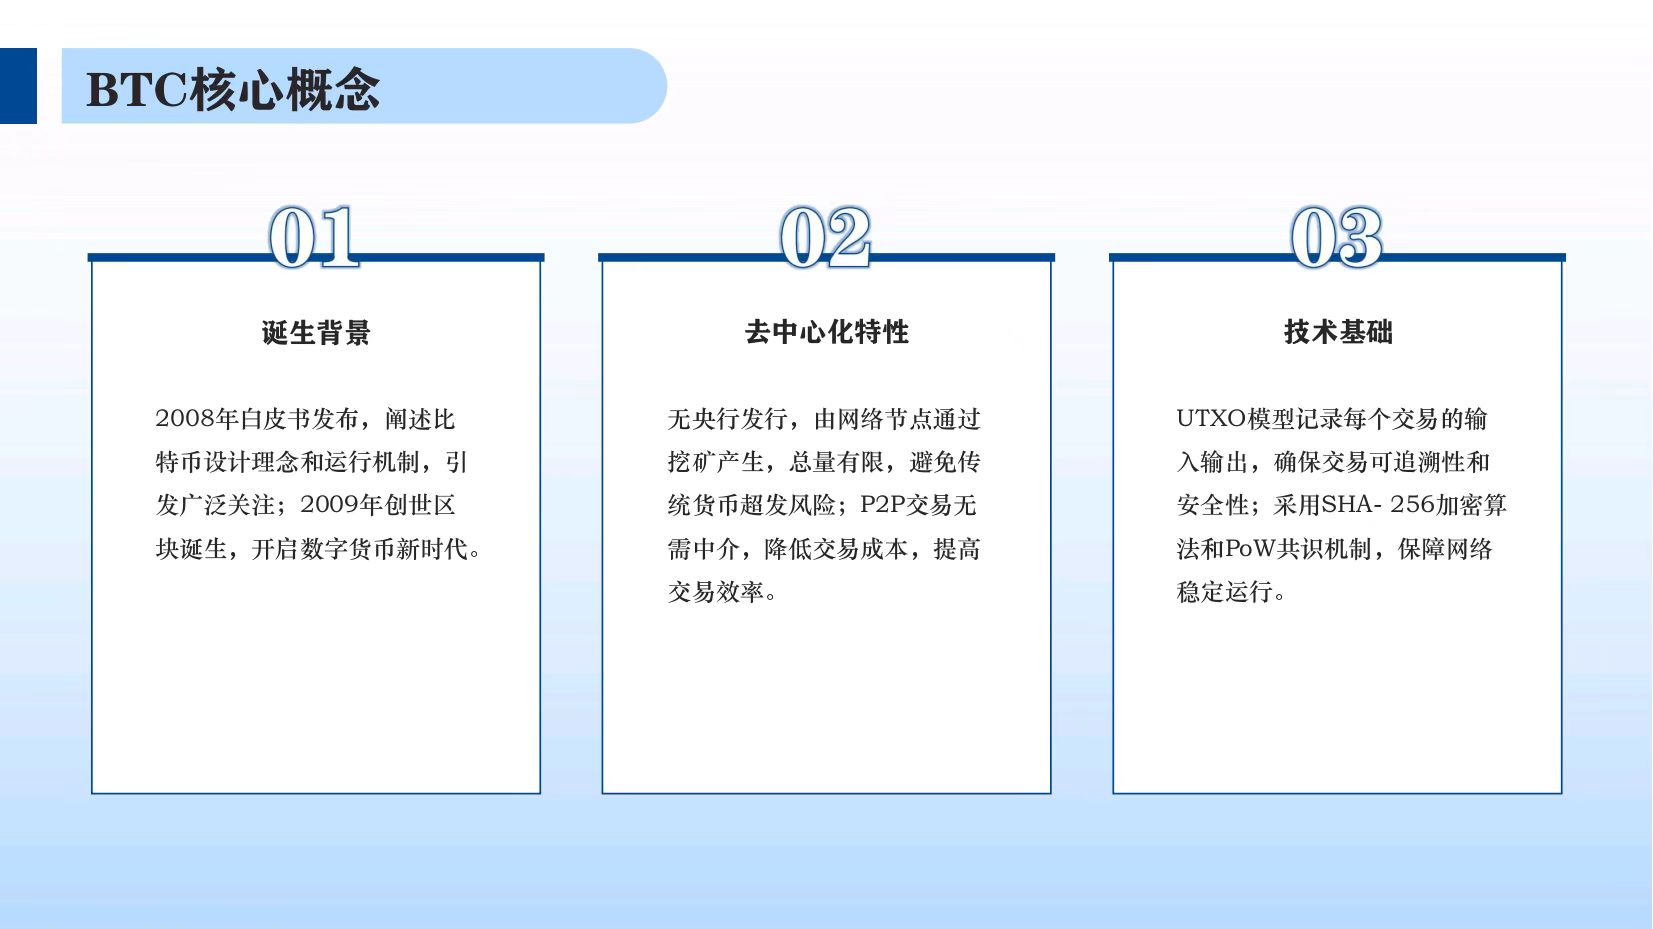 BTC核心概念
01
诞生背景
2008年白皮书发布，阐述比
特币设计理念和运行机制，引
发广泛关注；2009年创世区
块诞生，开启数字货币新时代。
02
去中心化特性
无央行发行，由网络节点通过
挖矿产生，总量有限，避免传
统货币超发风险；P2P交易无
需中介，降低交易成本，提高
交易效率。
03
技术基础
UTXO模型记录每个交易的输
入输出，确保交易可追溯性和
安全性；采用SHA- 256加密算
法和PoW共识机制，保障网络
稳定运行。